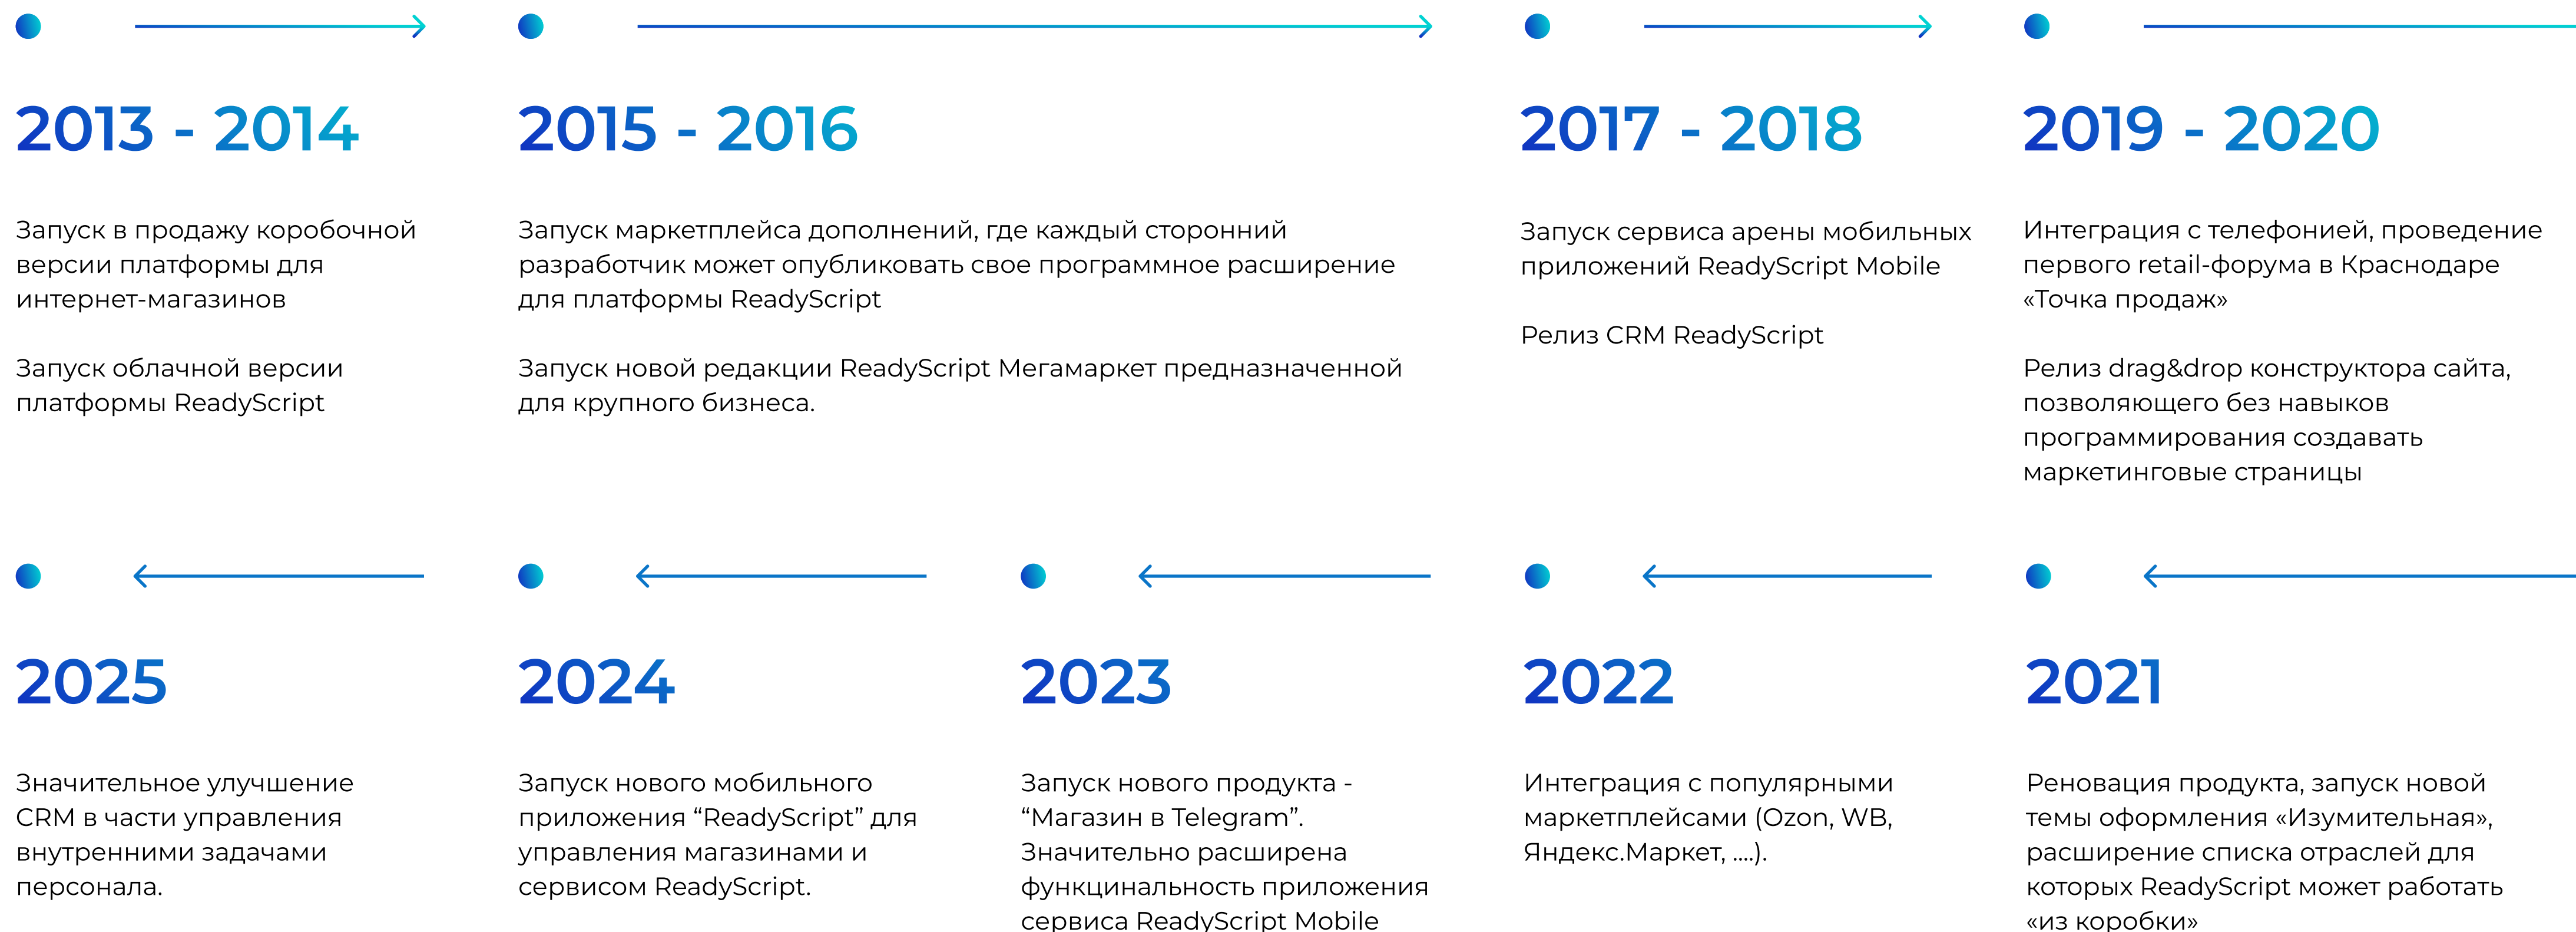 2013 - 2014
Запуск в продажу коробочной
версии платформы для
интернет-магазинов
Запуск облачной версии
платформы ReadyScript
2015 - 2016
Запуск маркетплейса дополнений, где каждый сторонний
разработчик может опубликовать свое программное расширение
для платформы ReadyScript
Запуск новой редакции ReadyScript Мегамаркет предназначенной
для крупного бизнеса.
2017 - 2018
Запуск сервиса арены мобильных
приложений ReadyScript Mobile
Релиз CRM ReadyScript
2019 - 2020
Интеграция с телефонией, проведение
первого retail-форума в Краснодаре
«Точка продаж»
Релиз drag&drop конструктора сайта,
позволяющего без навыков
программирования создавать
маркетинговые страницы
2025
Значительное улучшение
CRM в части управления
внутренними задачами
персонала.
2024
Запуск нового мобильного
приложения “ReadyScript” для
управления магазинами и
сервисом ReadyScript.
2023
Запуск нового продукта -
“Магазин в Telegram”.
Значительно расширена
функцинальность приложения
сервиса ReadyScript Mobile
2022
Интеграция с популярными
маркетплейсами (Ozon, WB,
Яндекс.Маркет, ....).
2021
Реновация продукта, запуск новой
темы оформления «Изумительная»,
расширение списка отраслей для
которых ReadyScript может работать
«из коробки»